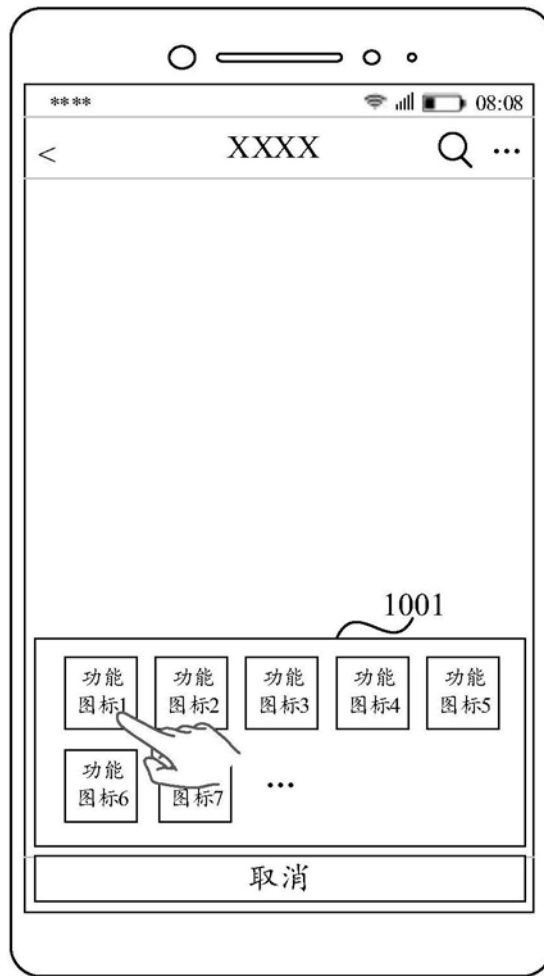 ****
08:08
<
XXXX
...
1001
功能
图标1
功能
图标2
功能
图标3
功能
图标4
功能
图标5
功能
图标6
图标7
...
取消